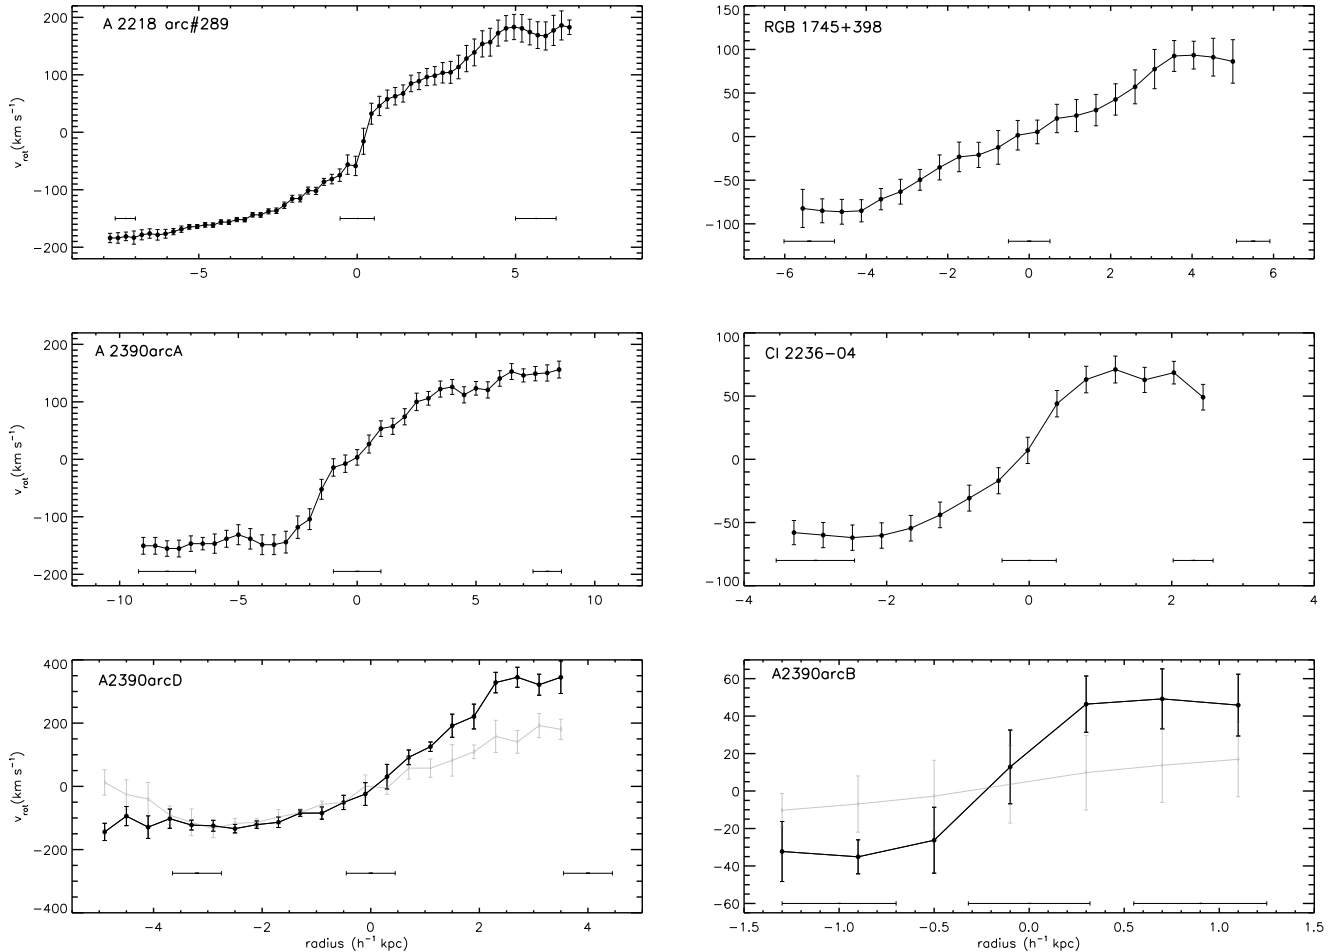 A 2218 arc#289
200
100
0
−100
−200
v_rot(km s⁻¹)
−5 0 5
RGB 1745+398
150
100
50
0
−50
−100
−6 −4 −2 0 2 4 6
A 2390arcA
200
100
0
−100
−200
v_rot(km s⁻¹)
−10 −5 0 5 10
Cl 2236−04
100
50
0
−50
−100
−4 −2 0 2 4
A2390arcD
400
200
0
−200
−400
v_rot(km s⁻¹)
−4 −2 0 2 4
radius (h⁻¹ kpc)
A2390arcB
60
40
20
0
−20
−40
−60
−1.5 −1.0 −0.5 0.0 0.5 1.0 1.5
radius (h⁻¹ kpc)